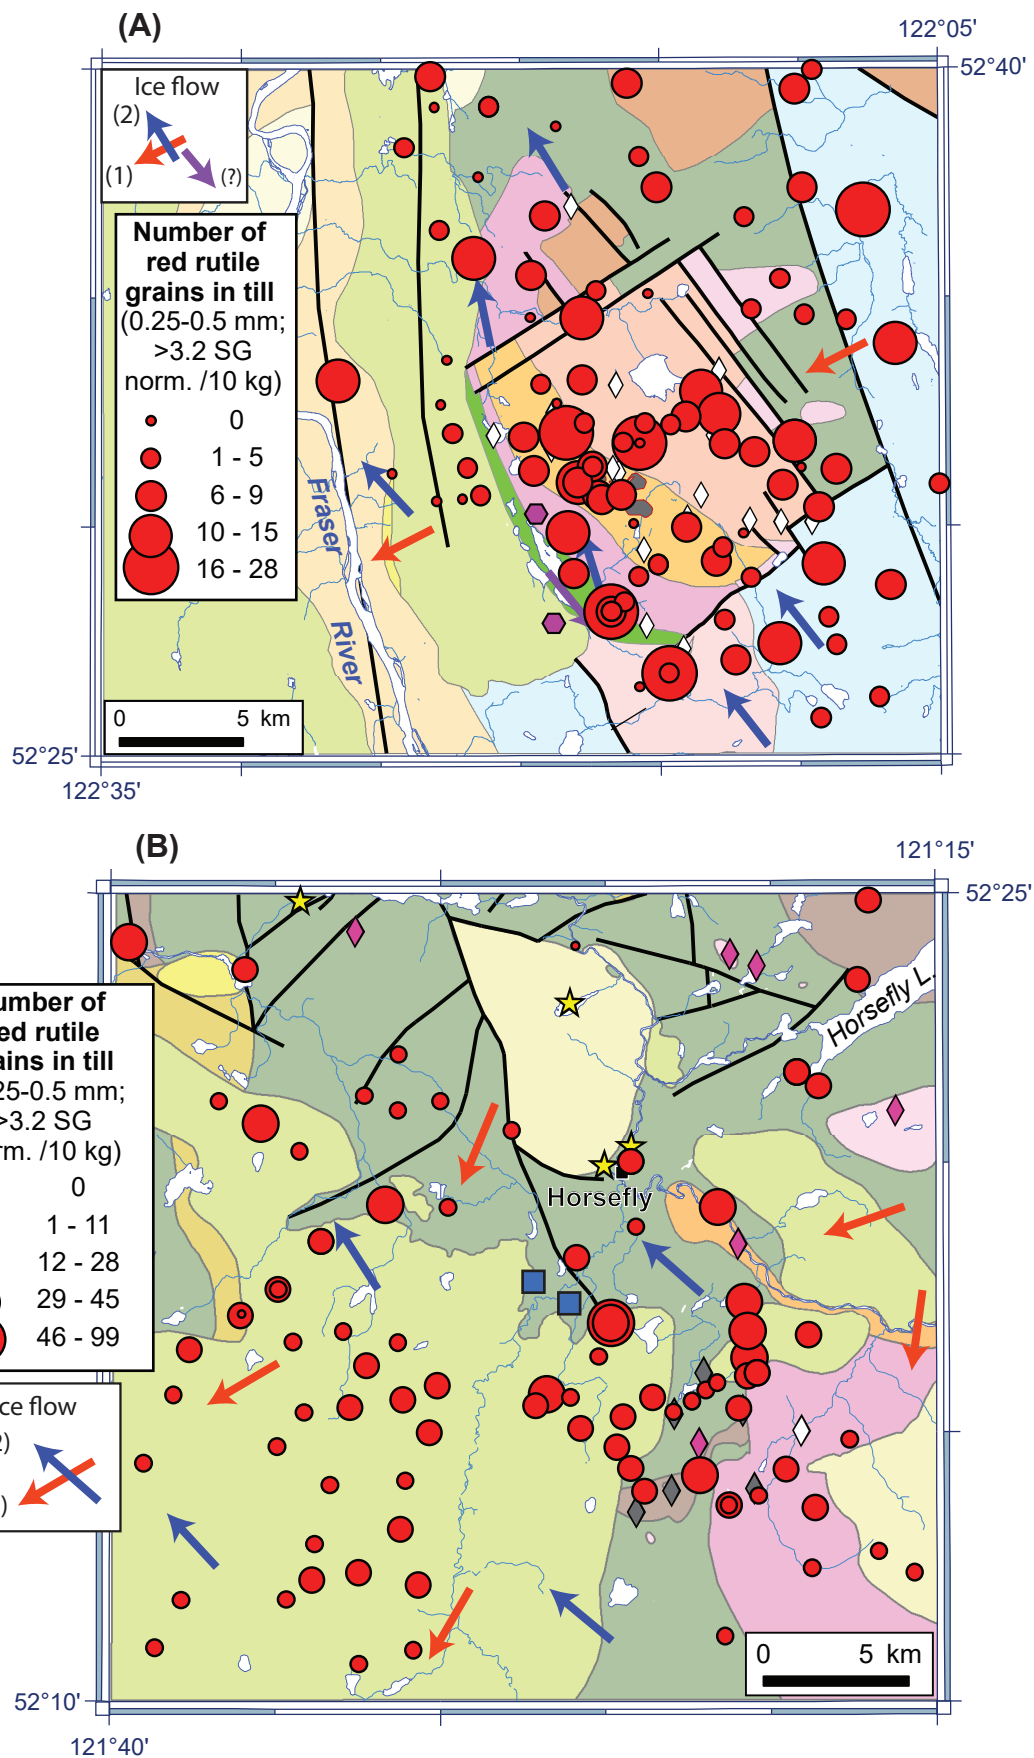 (A)
122°05'
52°40'
Ice flow
(2)
(1)
(?)
Number of
red rutile
grains in till
(0.25-0.5 mm;
>3.2 SG
norm. /10 kg)
0
1 - 5
6 - 9
10 - 15
16 - 28
Fraser
River
0 5 km
52°25'
122°35'
(B)
121°15'
52°25'
Horsefly L.
umber of
ed rutile
ains in till
25-0.5 mm;
>3.2 SG
rm. /10 kg)
0
1 - 11
12 - 28
29 - 45
46 - 99
Horsefly
ce flow
2)
)
0 5 km
52°10'
121°40'